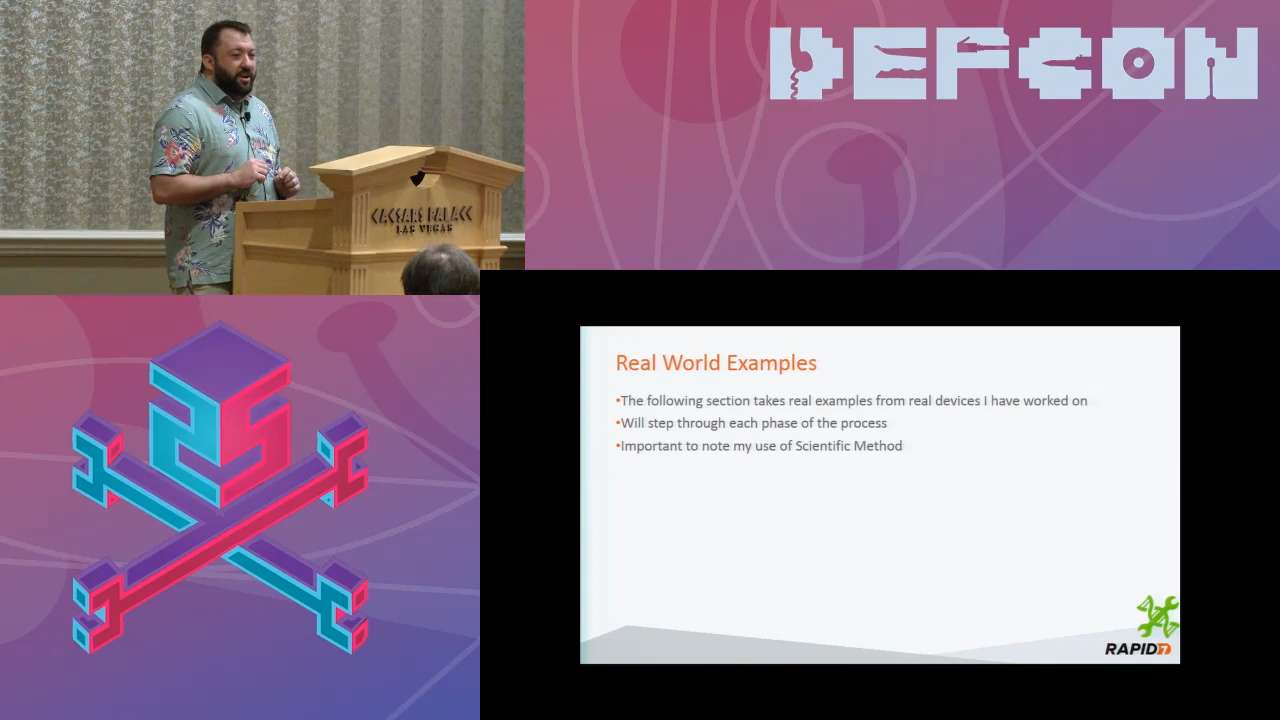 DEFCON
CAESARS PALACE
LAS VEGAS
25
Real World Examples
•The following section takes real examples from real devices I have worked on
•Will step through each phase of the process
•Important to note my use of Scientific Method
RAPID7